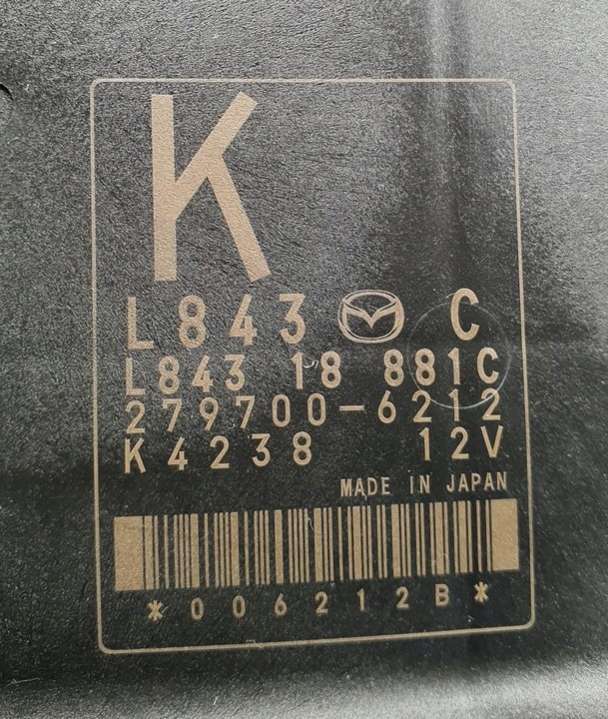 K
L843 C
L843 18 881C
279700-6212
K4238 12V
MADE IN JAPAN
*006212B*